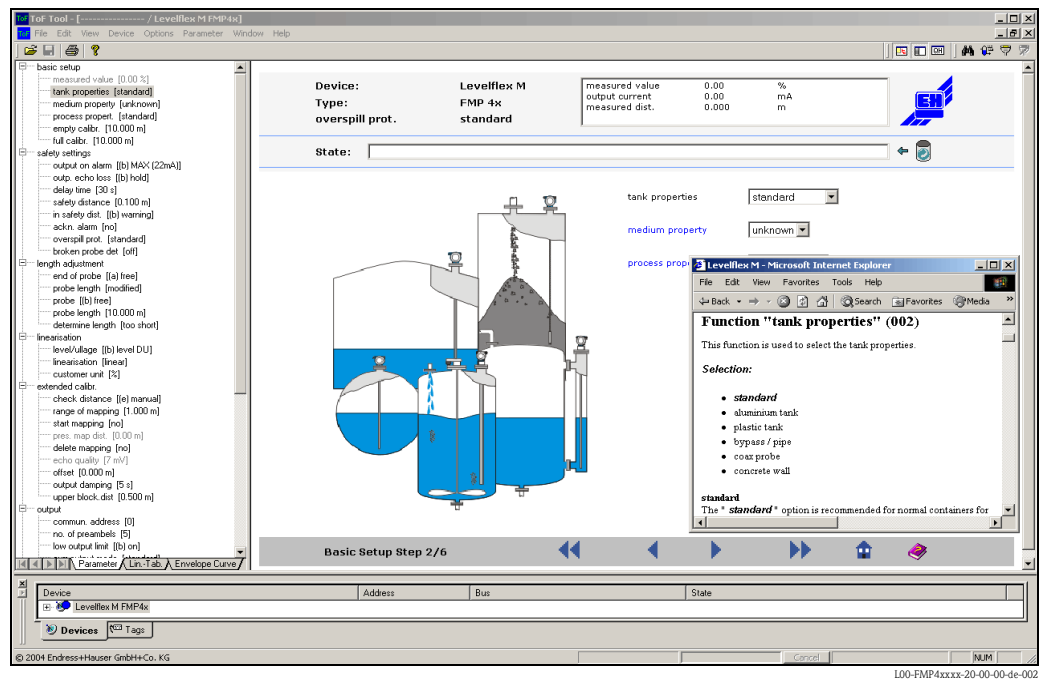 ToF Tool - [---------------- / Levelflex M FMP4x]
File Edit View Device Options Parameter Window Help
basic setup
measured value [0.00 %]
tank properties [standard]
medium property [unknown]
process propert. [standard]
empty calibr. [10.000 m]
full calibr. [10.000 m]
safety settings
output on alarm [(b) MAX (22mA)]
outp. echo loss [(b) hold]
delay time [30 s]
safety distance [0.100 m]
in safety dist. [(b) warning]
ackn. alarm [no]
overspill prot. [standard]
broken probe det [off]
length adjustment
end of probe [(a) free]
probe length [modified]
probe [(b) free]
probe length [10.000 m]
determine length [too short]
linearisation
level/ullage [(b) level DU]
linearisation [linear]
customer unit [%]
extended calibr.
check distance [(e) manual]
range of mapping [1.000 m]
start mapping [no]
pres. map dist. [0.00 m]
delete mapping [no]
echo quality [7 mV]
offset [0.000 m]
output damping [5 s]
upper block.dist [0.500 m]
output
commun. address [0]
no. of preambels [5]
low output limit [(b) on]
Parameter Lin.-Tab. Envelope Curve
Device: Levelflex M
Type: FMP 4x
overspill prot. standard
measured value 0.00 %
output current 0.00 mA
measured dist. 0.000 m
EH
State:
tank properties standard
medium property unknown
process prope
Levelflex M - Microsoft Internet Explorer
File Edit View Favorites Tools Help
Back Search Favorites Media »
Function "tank properties" (002)
This function is used to select the tank properties.
Selection:
• standard
• aluminium tank
• plastic tank
• bypass / pipe
• coax probe
• concrete wall
standard
The * standard * option is recommended for normal containers for
Basic Setup Step 2/6
Device Address Bus State
Levelflex M FMP4x
Devices Tags
© 2004 Endress+Hauser GmbH+Co. KG Cancel NUM
L00-FMP4xxxx-20-00-00-de-002